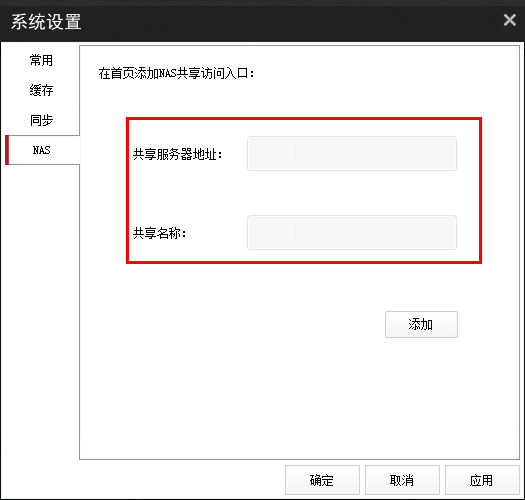 系统设置
常用
缓存
同步
NAS
在首页添加NAS共享访问入口：
共享服务器地址：
共享名称：
添加
确定
取消
应用